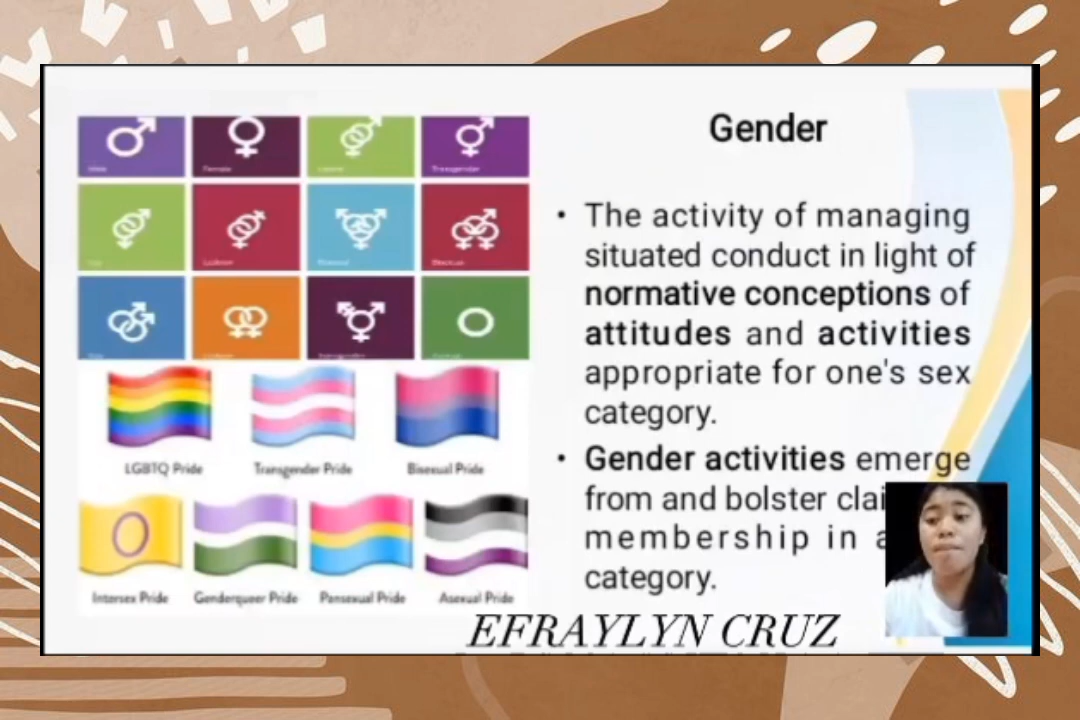 Gender
• The activity of managing
situated conduct in light of
normative conceptions of
attitudes and activities
appropriate for one's sex
category.
• Gender activities emerge
from and bolster
membership in
category.
Female
Transgender
LGBTQ Pride
Transgender Pride
Bisexual Pride
Intersex Pride
Genderqueer Pride
Pansexual Pride
Asexual Pride
EFRAYLYN CRUZ